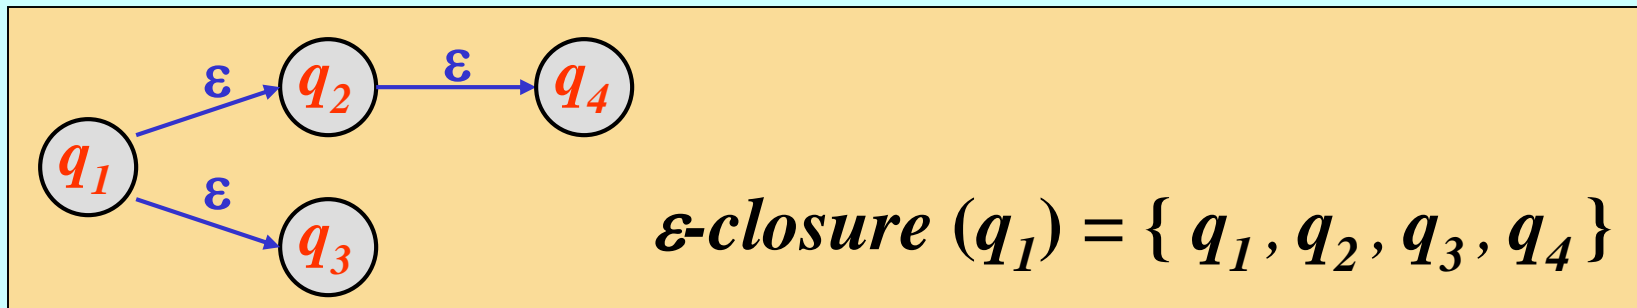 ε ε
q2 q4
q1
ε
q3
ε-closure (q1) = { q1, q2, q3, q4 }